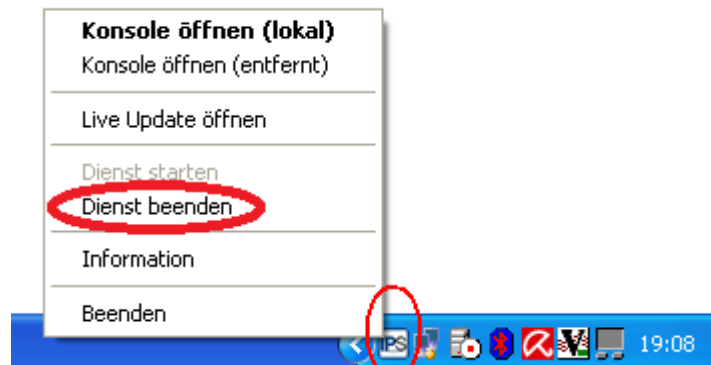 Konsole öffnen (lokal)
Konsole öffnen (entfernt)
Live Update öffnen
Dienst starten
Dienst beenden
Information
Beenden
IPS
19:08